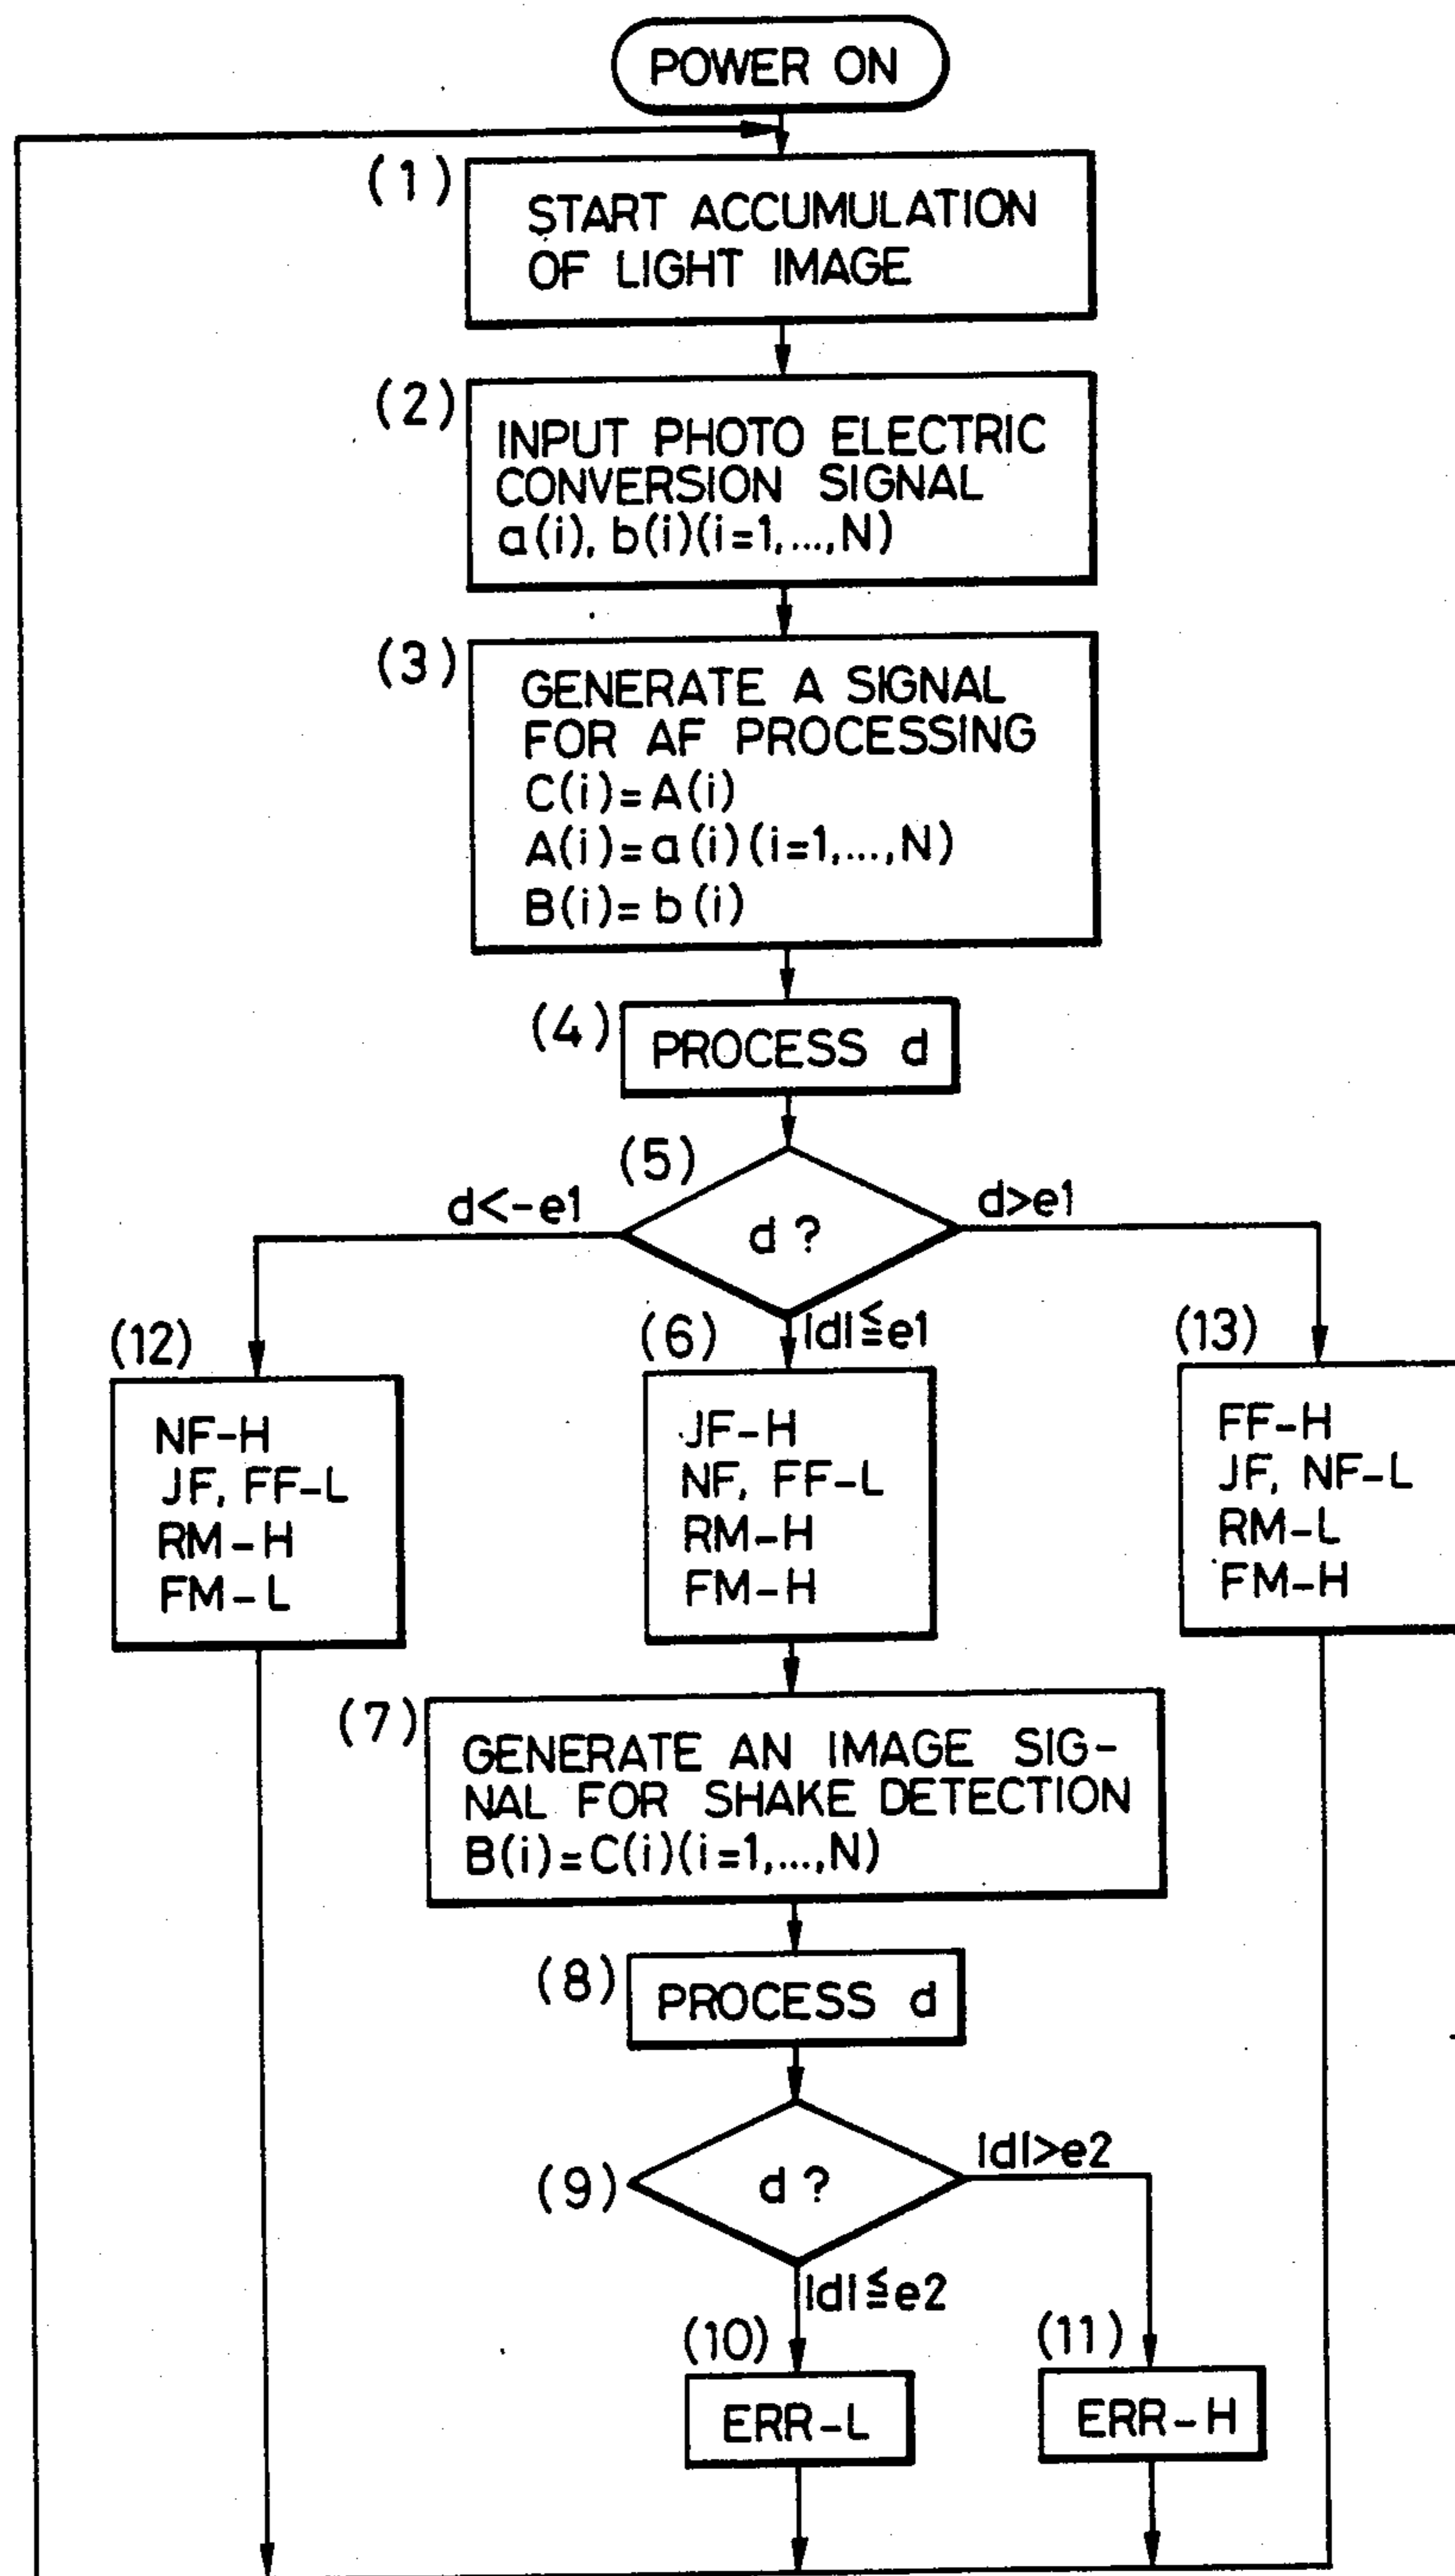 POWER ON
(1)
START ACCUMULATION
OF LIGHT IMAGE
(2)
INPUT PHOTO ELECTRIC
CONVERSION SIGNAL
a(i), b(i)(i=1,...,N)
(3)
GENERATE A SIGNAL
FOR AF PROCESSING
C(i)=A(i)
A(i)=a(i)(i=1,...,N)
B(i)=b(i)
(4)
PROCESS d
(5)
d<-e1
d>e1
d?
|d|≦e1
(12)
NF-H
JF, FF-L
RM-H
FM-L
(6)
JF-H
NF, FF-L
RM-H
FM-H
(13)
FF-H
JF, NF-L
RM-L
FM-H
(7)
GENERATE AN IMAGE SIG-
NAL FOR SHAKE DETECTION
B(i)=C(i)(i=1,...,N)
(8)
PROCESS d
(9)
d?
|d|>e2
|d|≦e2
(10)
ERR-L
(11)
ERR-H